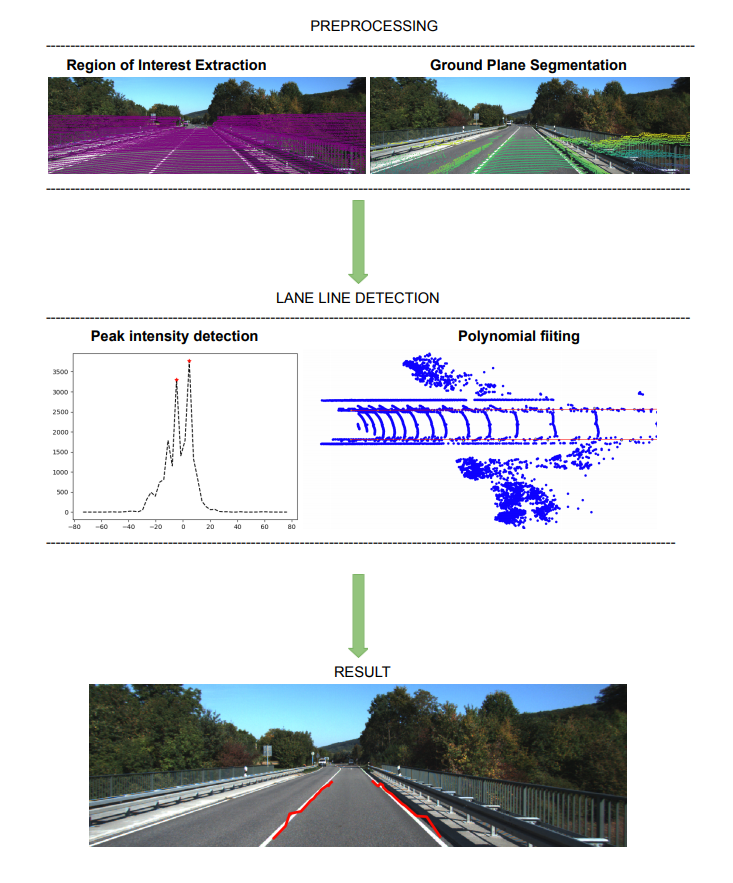 PREPROCESSING
Region of Interest Extraction
Ground Plane Segmentation
LANE LINE DETECTION
Peak intensity detection
Polynomial fiiting
3500
3000
2500
2000
1500
1000
500
0
−80 −60 −40 −20 0 20 40 60 80
RESULT